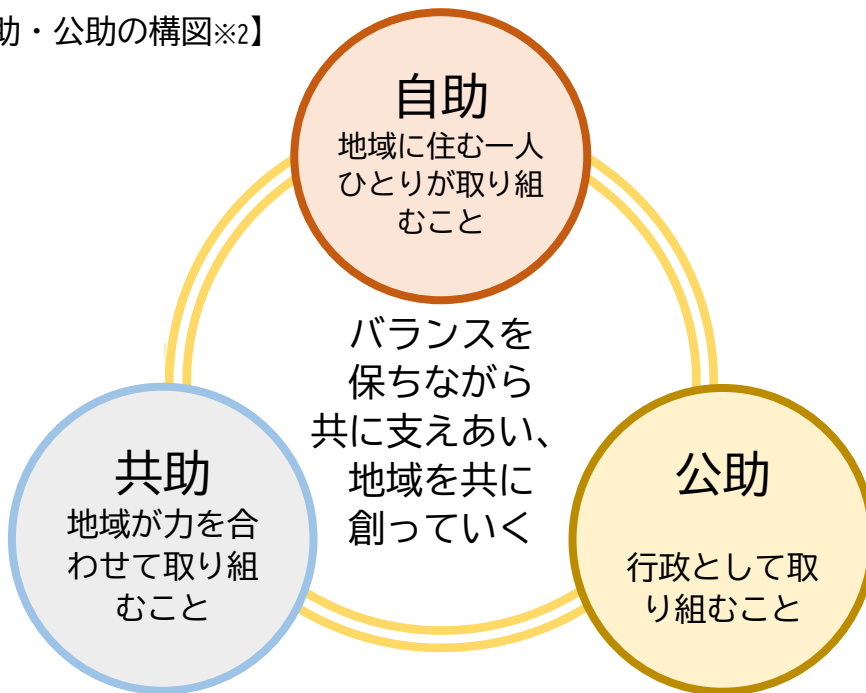 助・公助の構図※2】
自助
地域に住む一人
ひとりが取り組
むこと
バランスを
保ちながら
共に支えあい、
地域を共に
創っていく
共助
地域が力を合
わせて取り組
むこと
公助
行政として取
り組むこと